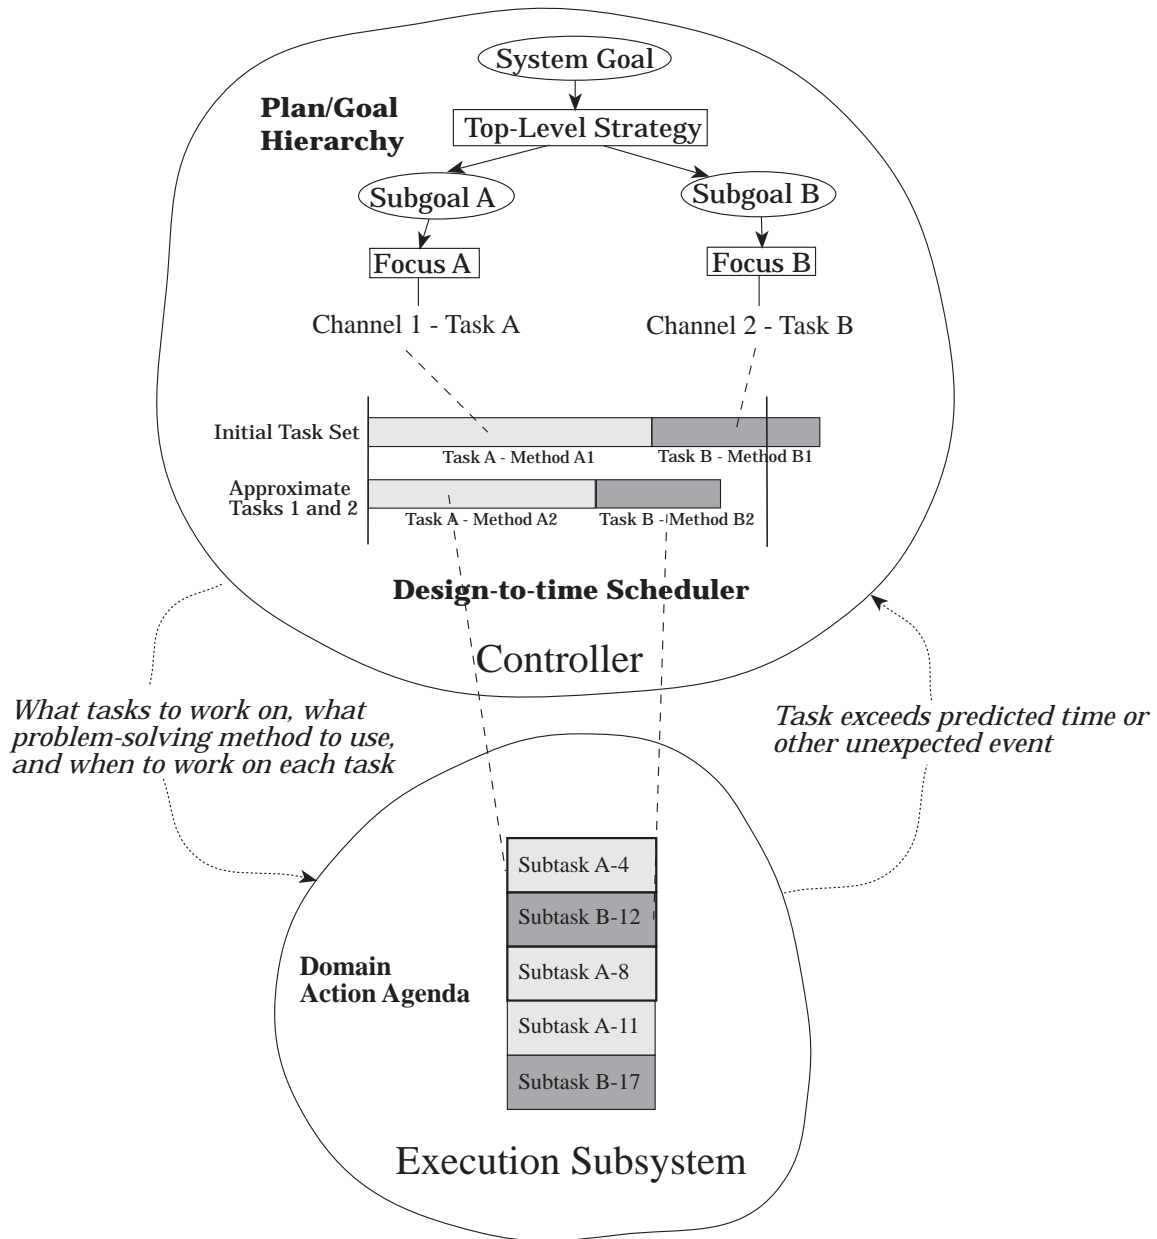 System Goal
Plan/Goal
Hierarchy
Top-Level Strategy
Subgoal A
Subgoal B
Focus A
Focus B
Channel 1 - Task A
Channel 2 - Task B
Initial Task Set
Task A - Method A1
Task B - Method B1
Approximate
Tasks 1 and 2
Task A - Method A2
Task B - Method B2
Design-to-time Scheduler
Controller
What tasks to work on, what
problem-solving method to use,
and when to work on each task
Task exceeds predicted time or
other unexpected event
Subtask A-4
Subtask B-12
Domain
Action Agenda
Subtask A-8
Subtask A-11
Subtask B-17
Execution Subsystem